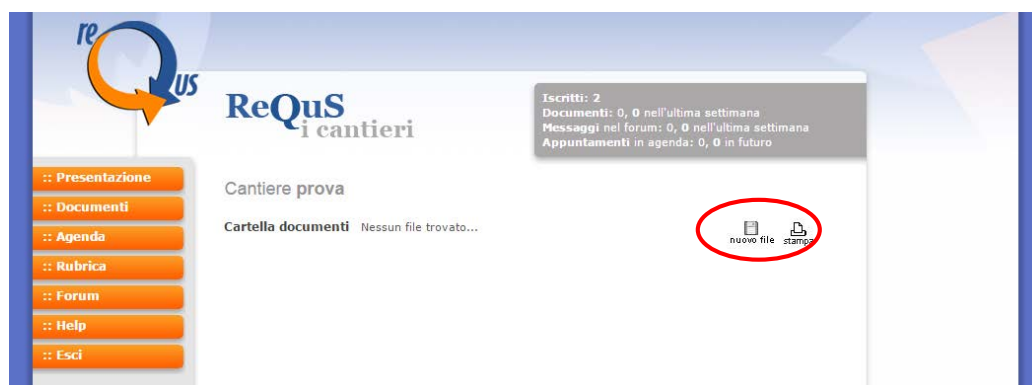 re
us
ReQuS
i cantieri
Iscritti: 2
Documenti: 0, 0 nell'ultima settimana
Messaggi nel forum: 0, 0 nell'ultima settimana
Appuntamenti in agenda: 0, 0 in futuro
:: Presentazione
:: Documenti
:: Agenda
:: Rubrica
:: Forum
:: Help
:: Esci
Cantiere prova
Cartella documenti Nessun file trovato...
nuovo file stampa